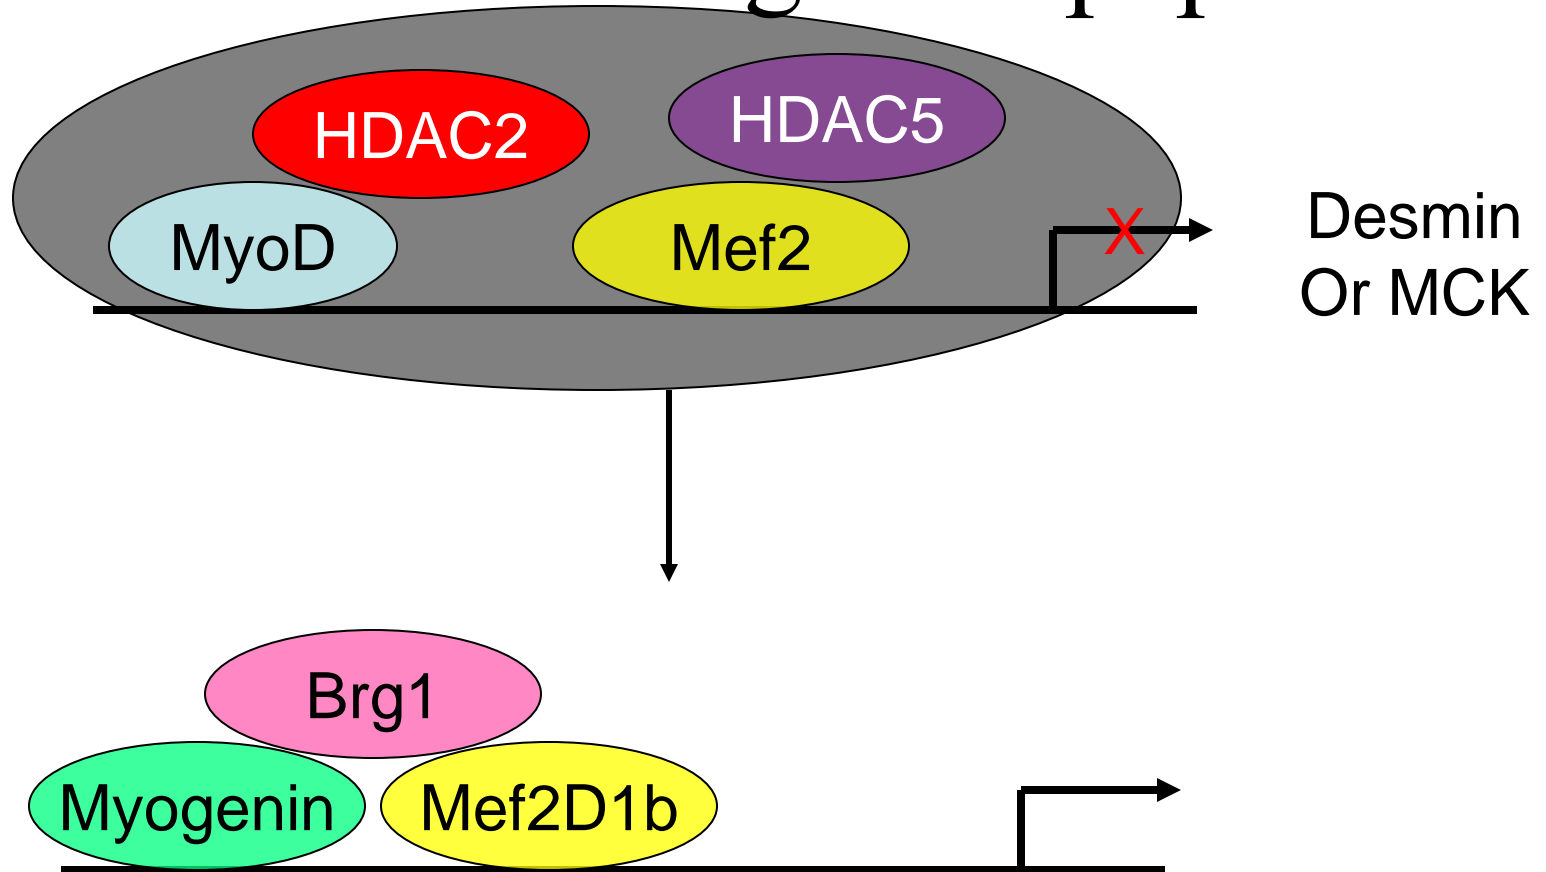 HDAC2
HDAC5
MyoD
Mef2
X
Desmin
Or MCK
Brg1
Myogenin
Mef2D1b